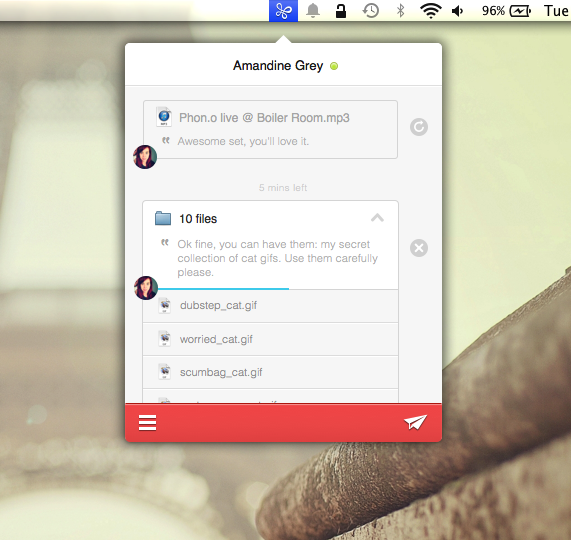 96% Tue
Amandine Grey
Phon.o live @ Boiler Room.mp3
Awesome set, you'll love it.
5 mins left
10 files
Ok fine, you can have them: my secret
collection of cat gifs. Use them carefully
please.
dubstep_cat.gif
worried_cat.gif
scumbag_cat.gif